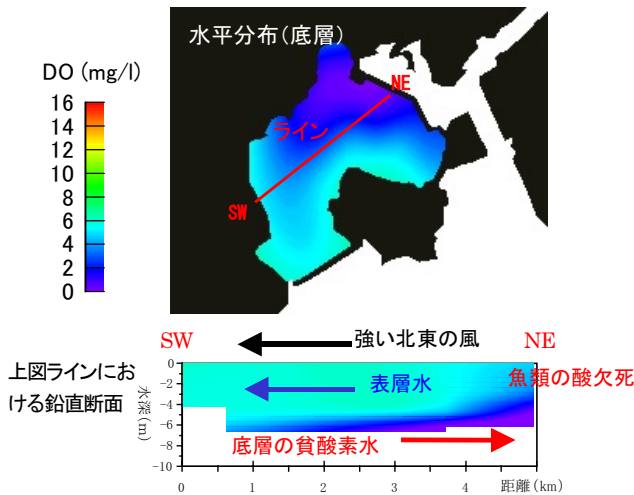 水平分布(底層)
DO (mg/l)
16
14
12
10
8
6
4
2
0
NE
ライン
SW
SW
強い北東の風
NE
上図ラインにお
ける鉛直断面
水深(m)
0
-2
-4
-6
-8
-10
表層水
魚類の酸欠死
底層の貧酸素水
0
1
2
3
4
距離(km)